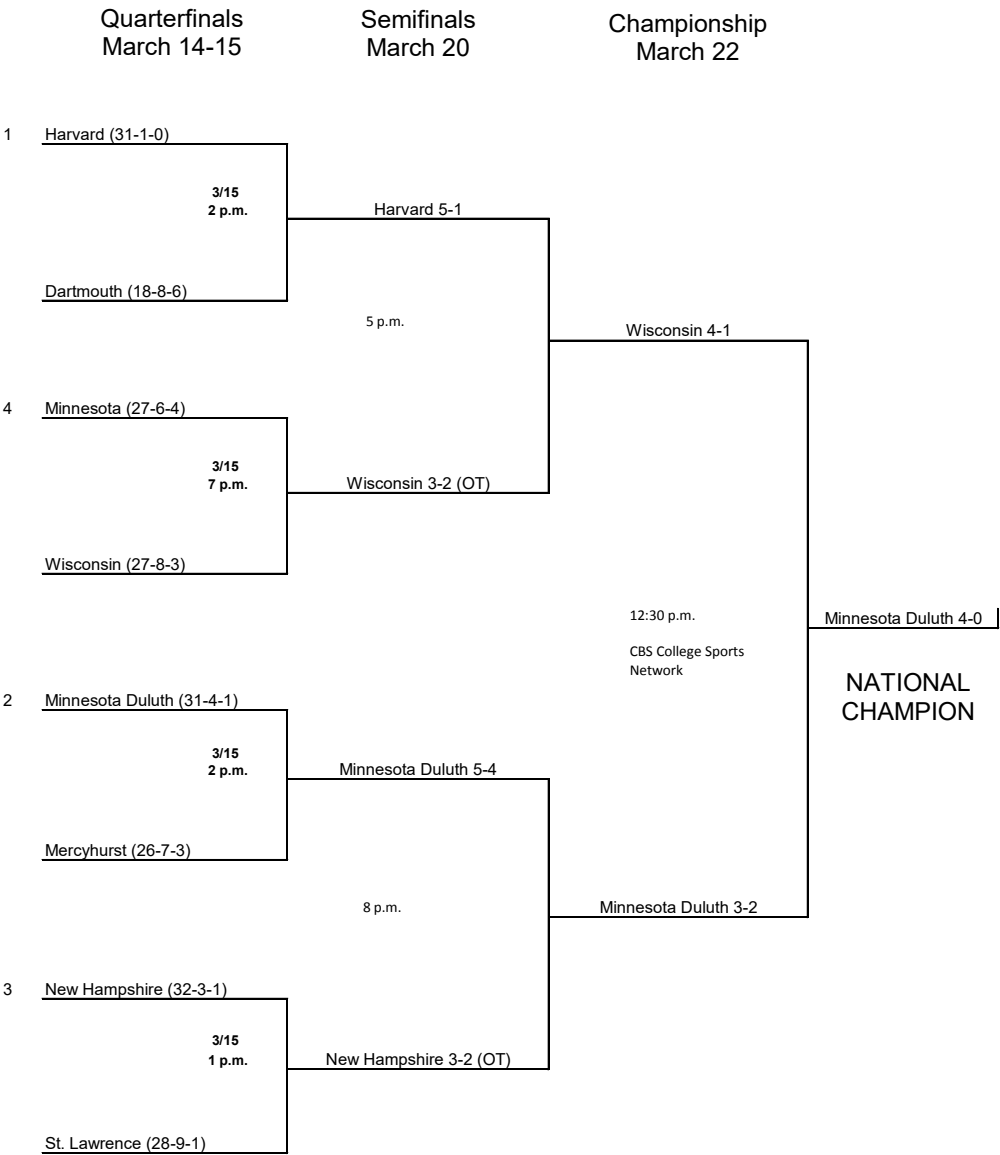 Quarterfinals
March 14-15
Semifinals
March 20
Championship
March 22
1
Harvard (31-1-0)
3/15
2 p.m.
Harvard 5-1
Dartmouth (18-8-6)
5 p.m.
Wisconsin 4-1
4
Minnesota (27-6-4)
3/15
7 p.m.
Wisconsin 3-2 (OT)
Wisconsin (27-8-3)
12:30 p.m.
CBS College Sports
Network
Minnesota Duluth 4-0
NATIONAL
CHAMPION
2
Minnesota Duluth (31-4-1)
3/15
2 p.m.
Minnesota Duluth 5-4
Mercyhurst (26-7-3)
8 p.m.
Minnesota Duluth 3-2
3
New Hampshire (32-3-1)
3/15
1 p.m.
New Hampshire 3-2 (OT)
St. Lawrence (28-9-1)